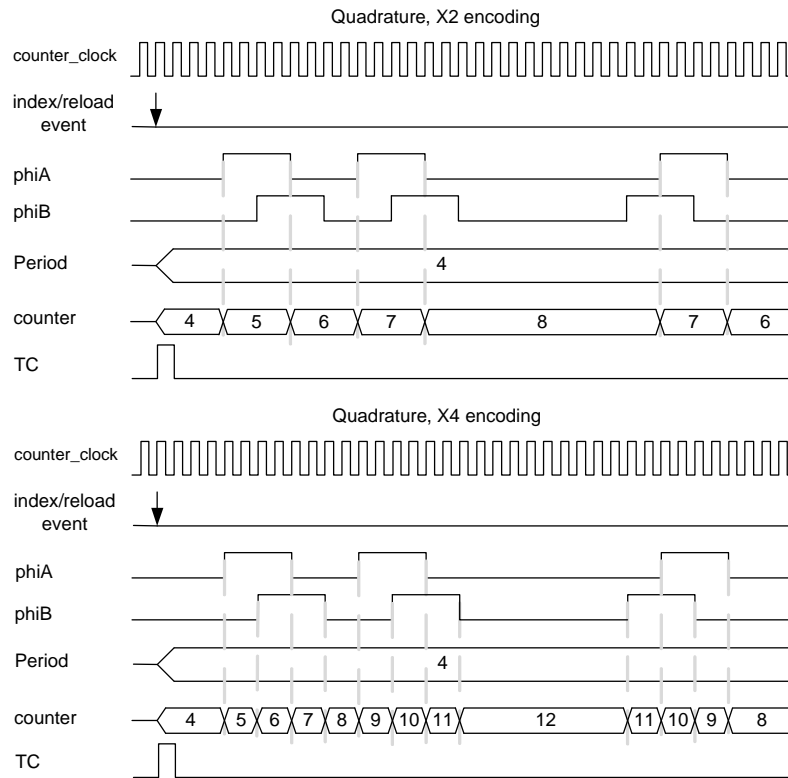 Quadrature, X2 encoding
counter_clock
index/reload
event
phiA
phiB
Period
4
counter
4 5 6 7 8 7 6
TC
Quadrature, X4 encoding
counter_clock
index/reload
event
phiA
phiB
Period
4
counter
4 5 6 7 8 9 10 11 12 11 10 9 8
TC